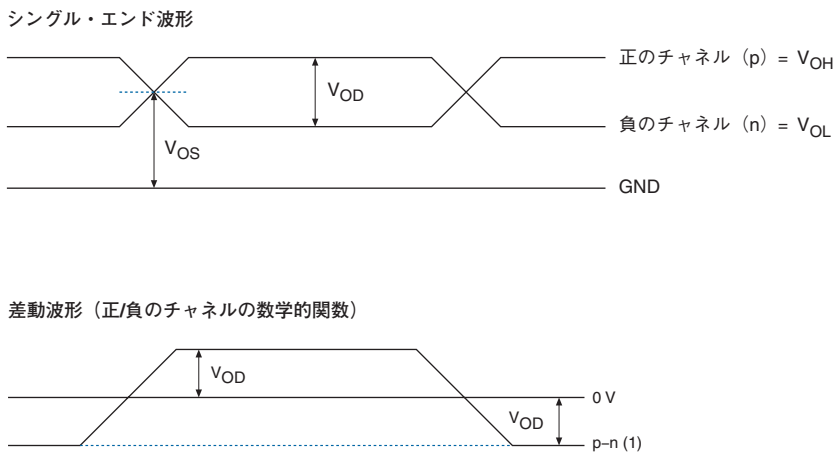 シングル・エンド波形
正のチャネル（p）= VOH
VOD
負のチャネル（n）= VOL
VOS
GND
差動波形（正/負のチャネルの数学的関数）
VOD
0 V
VOD
p−n (1)